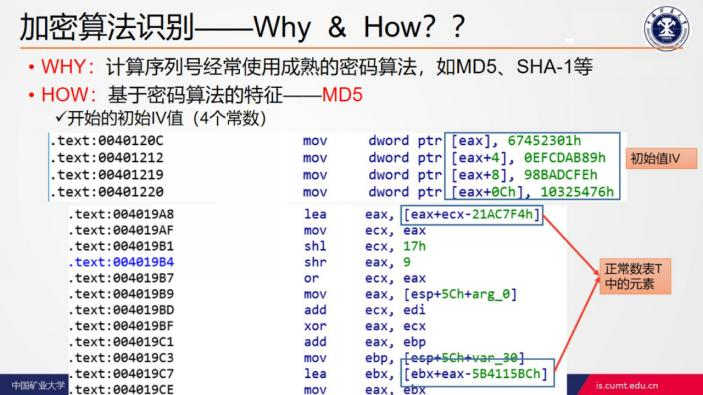 加密算法识别——Why & How？？
• WHY：计算序列号经常使用成熟的密码算法，如MD5、SHA-1等
• HOW：基于密码算法的特征——MD5
✓开始的初始IV值（4个常数）
.text:0040120C mov dword ptr [eax], 67452301h
.text:00401212 mov dword ptr [eax+4], 0EFCDAB89h
.text:00401219 mov dword ptr [eax+8], 98BADCFEh
.text:00401220 mov dword ptr [eax+0Ch], 10325476h
初始值IV
.text:004019A8 lea eax, [eax+ecx-21AC7F4h]
.text:004019AF mov ecx, eax
.text:004019B1 shl ecx, 17h
.text:004019B4 shr eax, 9
.text:004019B7 or ecx, eax
.text:004019B9 mov eax, [esp+5Ch+arg_0]
.text:004019BD add ecx, edi
.text:004019BF xor eax, ecx
.text:004019C1 add eax, ebp
.text:004019C3 mov ebp, [esp+5Ch+var_30]
.text:004019C7 lea ebx, [ebx+eax-5B4115BCh]
.text:004019CE mov eax, ebx
正常数表T
中的元素
中国矿业大学
is.cumt.edu.cn